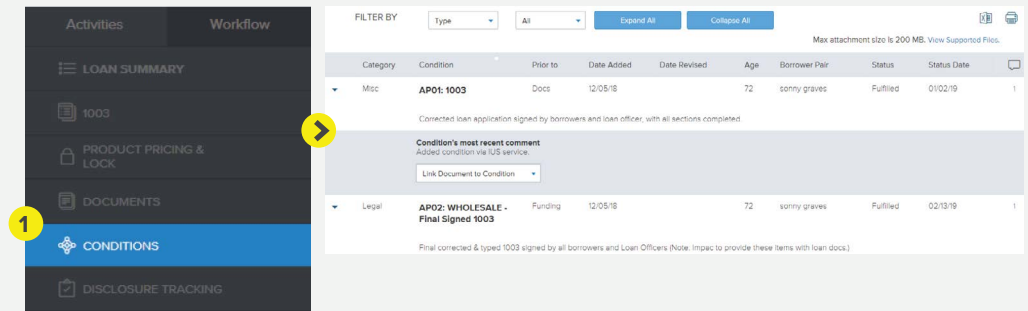 Activities Workflow
LOAN SUMMARY
1003
PRODUCT PRICING &
LOCK
DOCUMENTS
1
CONDITIONS
DISCLOSURE TRACKING
FILTER BY Type All Expand All Collapse All
Max attachment size is 200 MB. View Supported Files.
Category Condition Prior to Date Added Date Revised Age Borrower Pair Status Status Date
Misc AP01: 1003 Docs 12/05/18 72 sonny graves Fulfilled 01/02/19 1
Corrected loan application signed by borrowers and loan officer, with all sections completed
Condition's most recent comment
Added condition via IUS service.
Link Document to Condition
Legal AP02: WHOLESALE - Funding 12/05/18 72 sonny graves Fulfilled 02/13/19 1
Final Signed 1003
Final corrected & typed 1003 signed by all borrowers and Loan Officers (Note: Impac to provide these items with loan docs.)